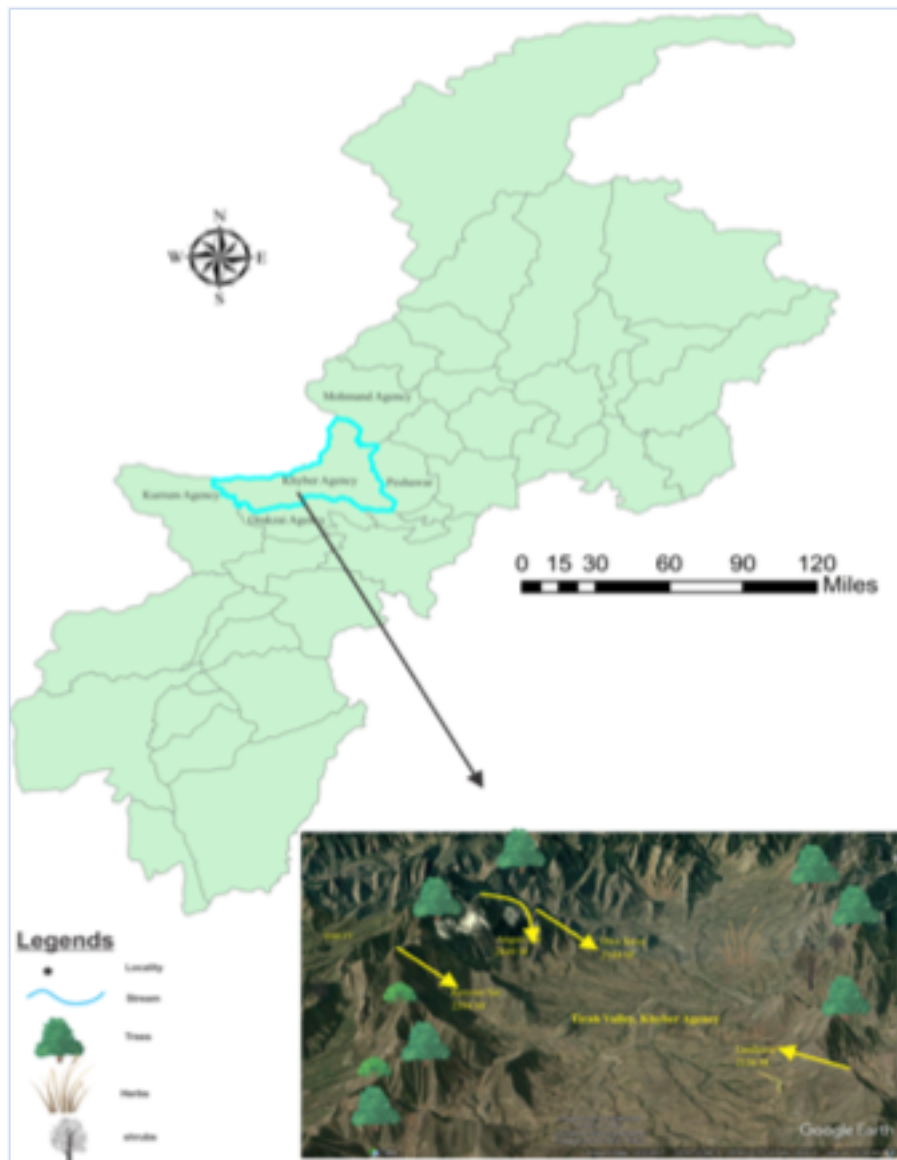 N
W E
S
Mohmand Agency
Khyber Agency
Peshawar
Kurram Agency
Orakzai Agency
0 15 30 60 90 120
Miles
Legends
Locality
Stream
Trees
Herbs
shrubs
Tirah Valley, Khyber Agency
Google Earth